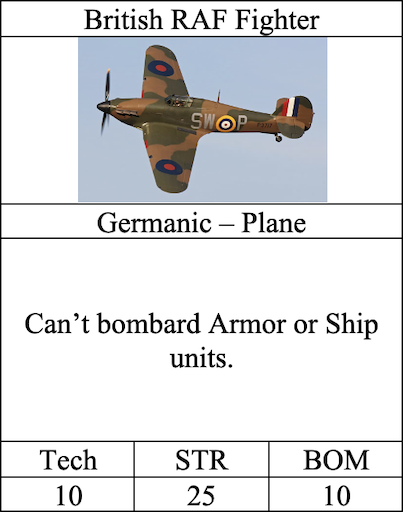 British RAF Fighter
SW P
Germanic – Plane
Can't bombard Armor or Ship
units.
Tech STR BOM
10 25 10